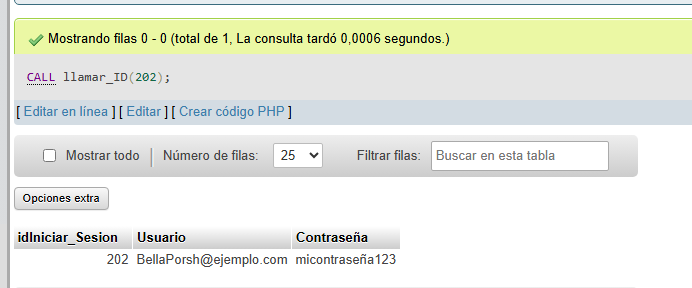 Mostrando filas 0 - 0 (total de 1, La consulta tardó 0,0006 segundos.)
CALL llamar_ID(202);
[ Editar en línea ] [ Editar ] [ Crear código PHP ]
Mostrar todo | Número de filas: 25 Filtrar filas: Buscar en esta tabla
Opciones extra
idIniciar_Sesion Usuario Contraseña
202 BellaPorsh@ejemplo.com micontraseña123